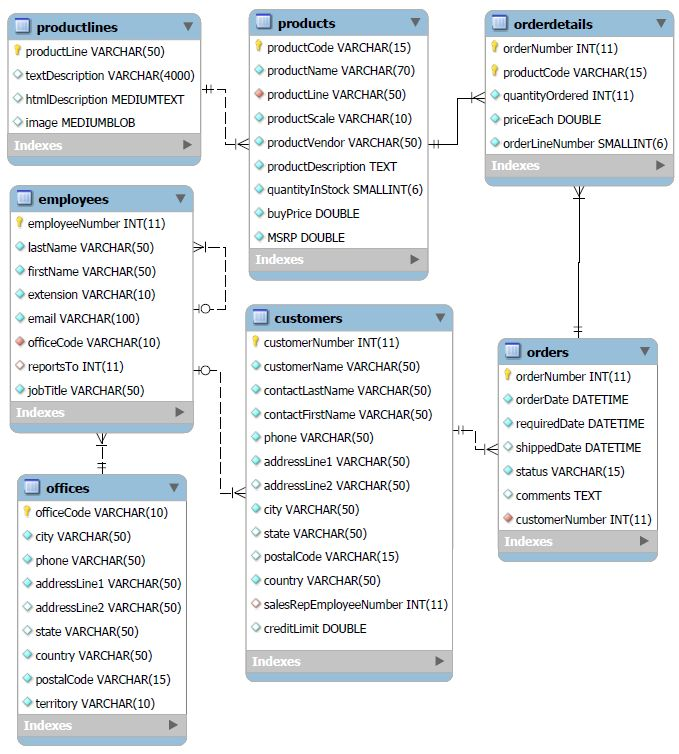 productlines
productLine VARCHAR(50)
textDescription VARCHAR(4000)
htmlDescription MEDIUMTEXT
image MEDIUMBLOB
Indexes
products
productCode VARCHAR(15)
productName VARCHAR(70)
productLine VARCHAR(50)
productScale VARCHAR(10)
productVendor VARCHAR(50)
productDescription TEXT
quantityInStock SMALLINT(6)
buyPrice DOUBLE
MSRP DOUBLE
Indexes
orderdetails
orderNumber INT(11)
productCode VARCHAR(15)
quantityOrdered INT(11)
priceEach DOUBLE
orderLineNumber SMALLINT(6)
Indexes
employees
employeeNumber INT(11)
lastName VARCHAR(50)
firstName VARCHAR(50)
extension VARCHAR(10)
email VARCHAR(100)
officeCode VARCHAR(10)
reportsTo INT(11)
jobTitle VARCHAR(50)
Indexes
customers
customerNumber INT(11)
customerName VARCHAR(50)
contactLastName VARCHAR(50)
contactFirstName VARCHAR(50)
phone VARCHAR(50)
addressLine1 VARCHAR(50)
addressLine2 VARCHAR(50)
city VARCHAR(50)
state VARCHAR(50)
postalCode VARCHAR(15)
country VARCHAR(50)
salesRepEmployeeNumber INT(11)
creditLimit DOUBLE
Indexes
orders
orderNumber INT(11)
orderDate DATETIME
requiredDate DATETIME
shippedDate DATETIME
status VARCHAR(15)
comments TEXT
customerNumber INT(11)
Indexes
offices
officeCode VARCHAR(10)
city VARCHAR(50)
phone VARCHAR(50)
addressLine1 VARCHAR(50)
addressLine2 VARCHAR(50)
state VARCHAR(50)
country VARCHAR(50)
postalCode VARCHAR(15)
territory VARCHAR(10)
Indexes